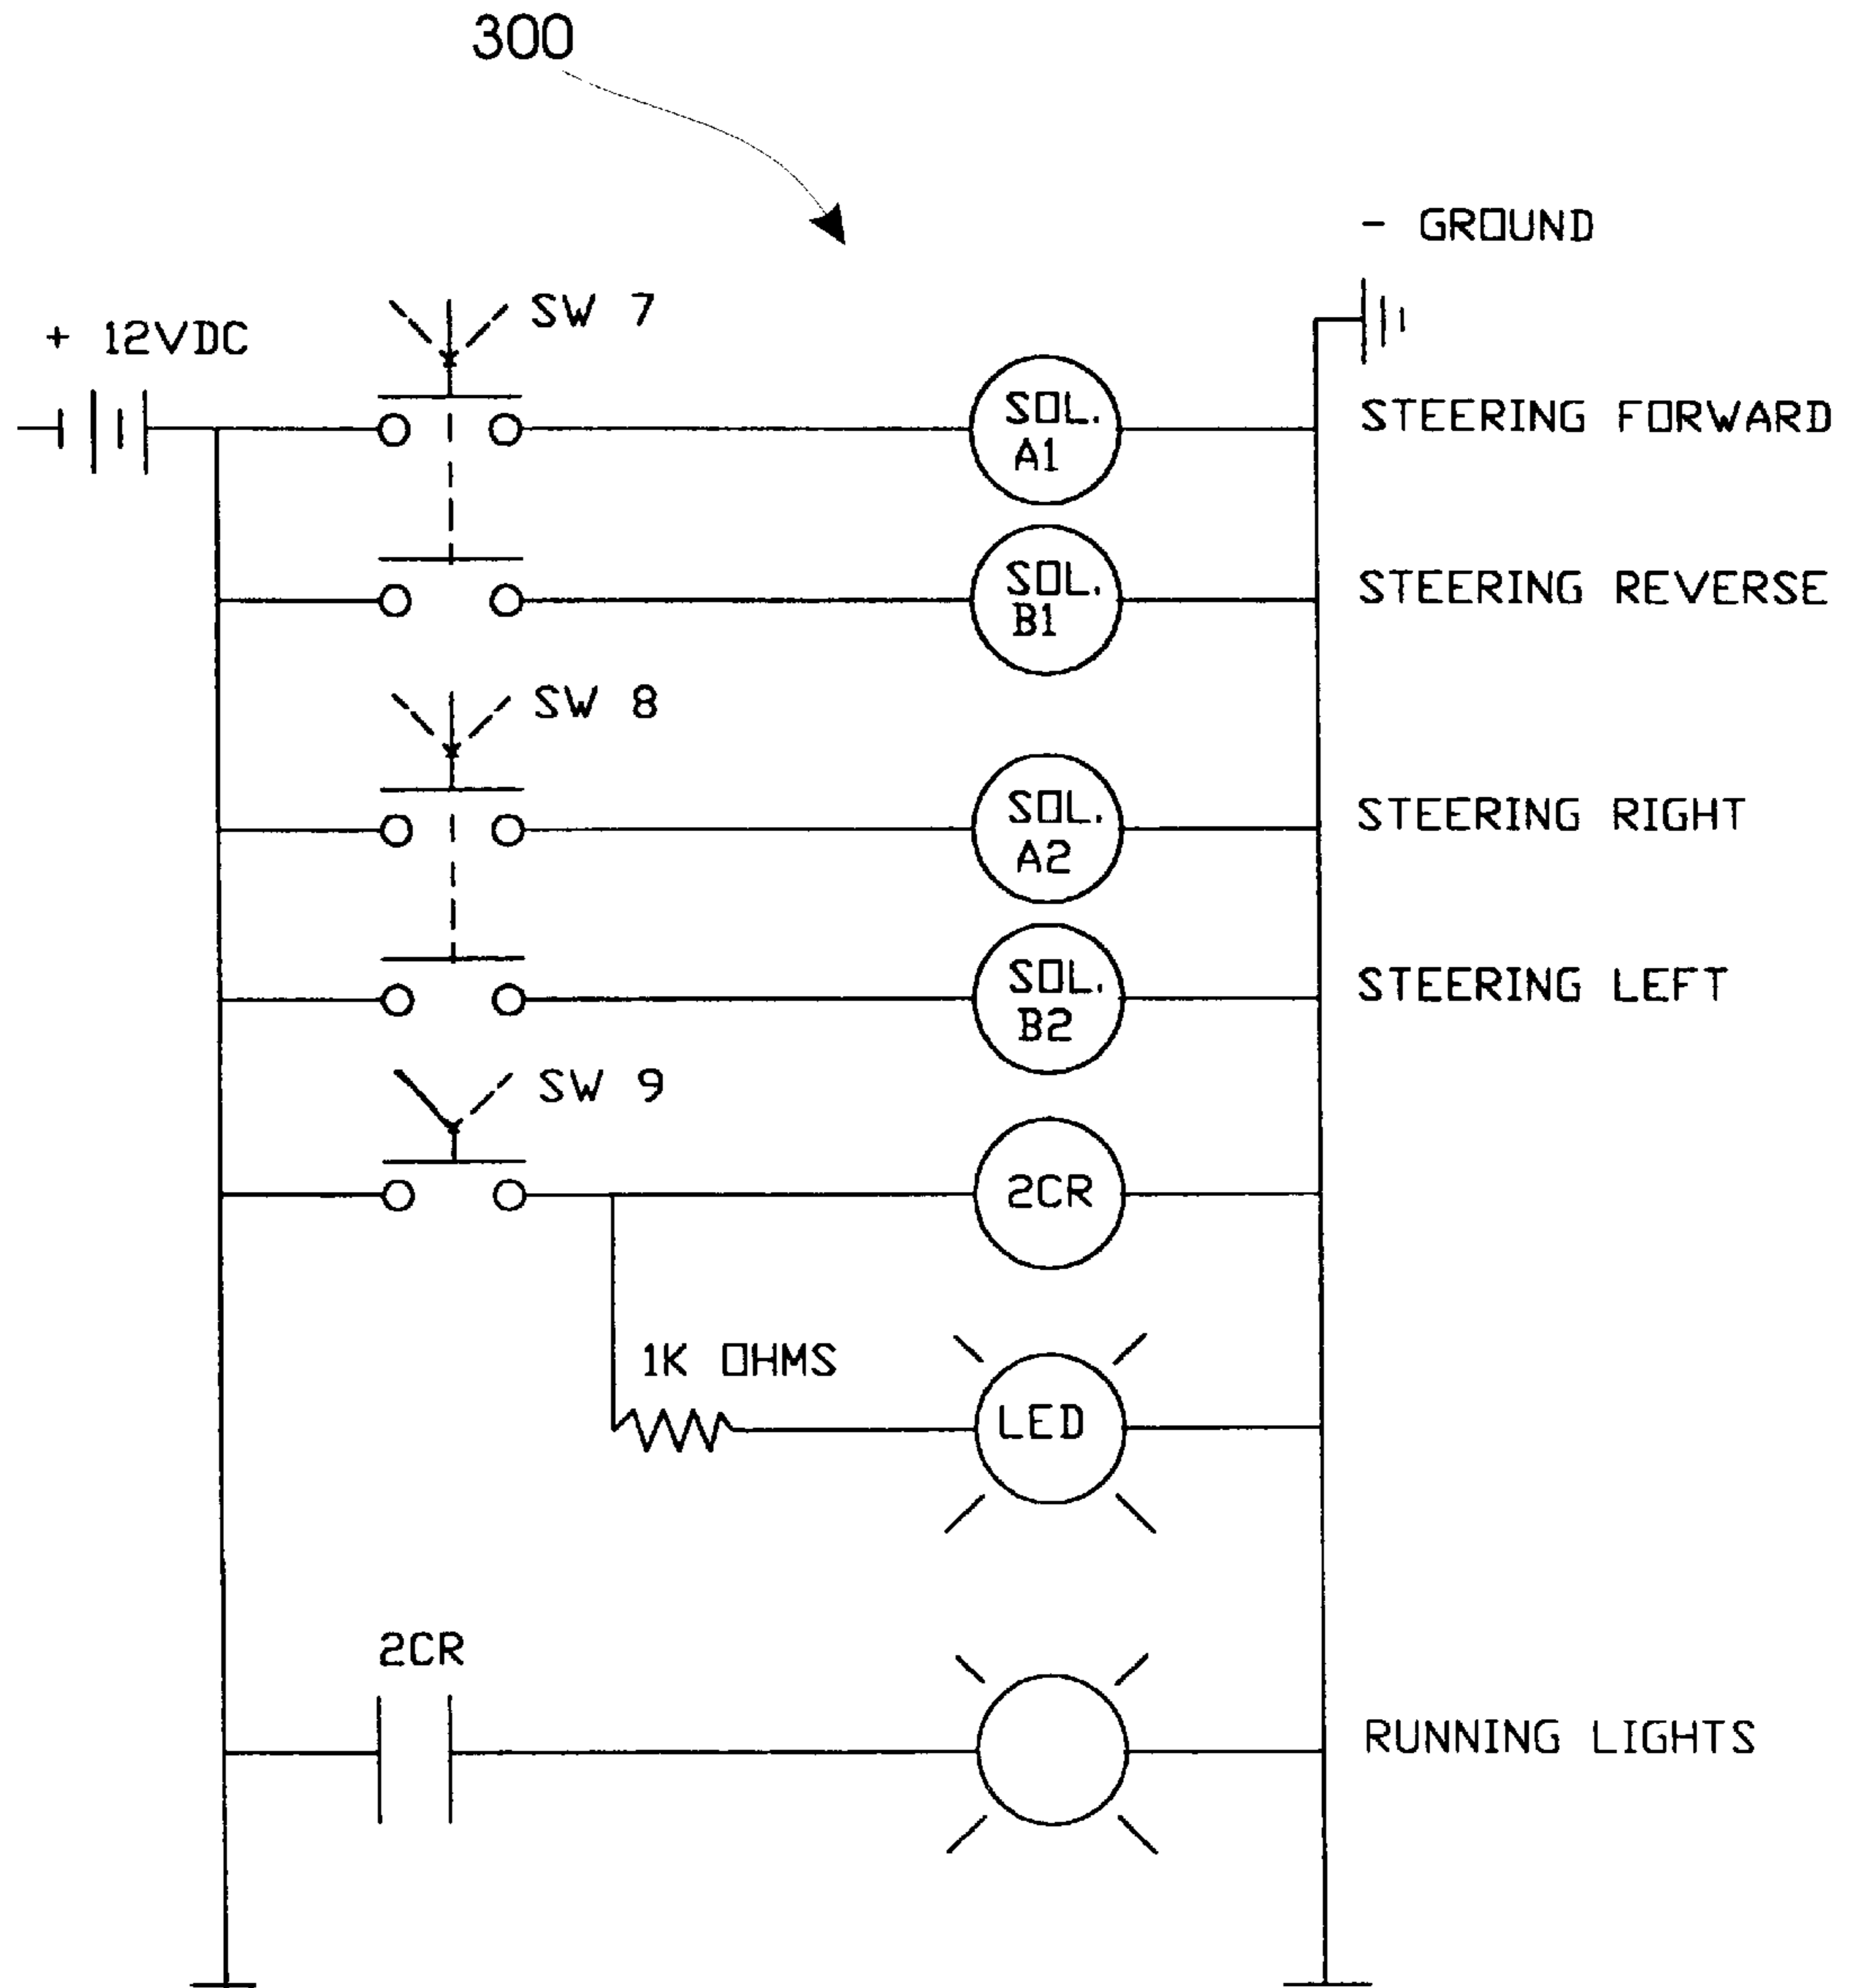 300
- GROUND
SW 7
+ 12VDC
SOL.
A1
STEERING FORWARD
SOL.
B1
STEERING REVERSE
SW 8
SOL.
A2
STEERING RIGHT
SOL.
B2
STEERING LEFT
SW 9
2CR
1K OHMS
LED
2CR
RUNNING LIGHTS